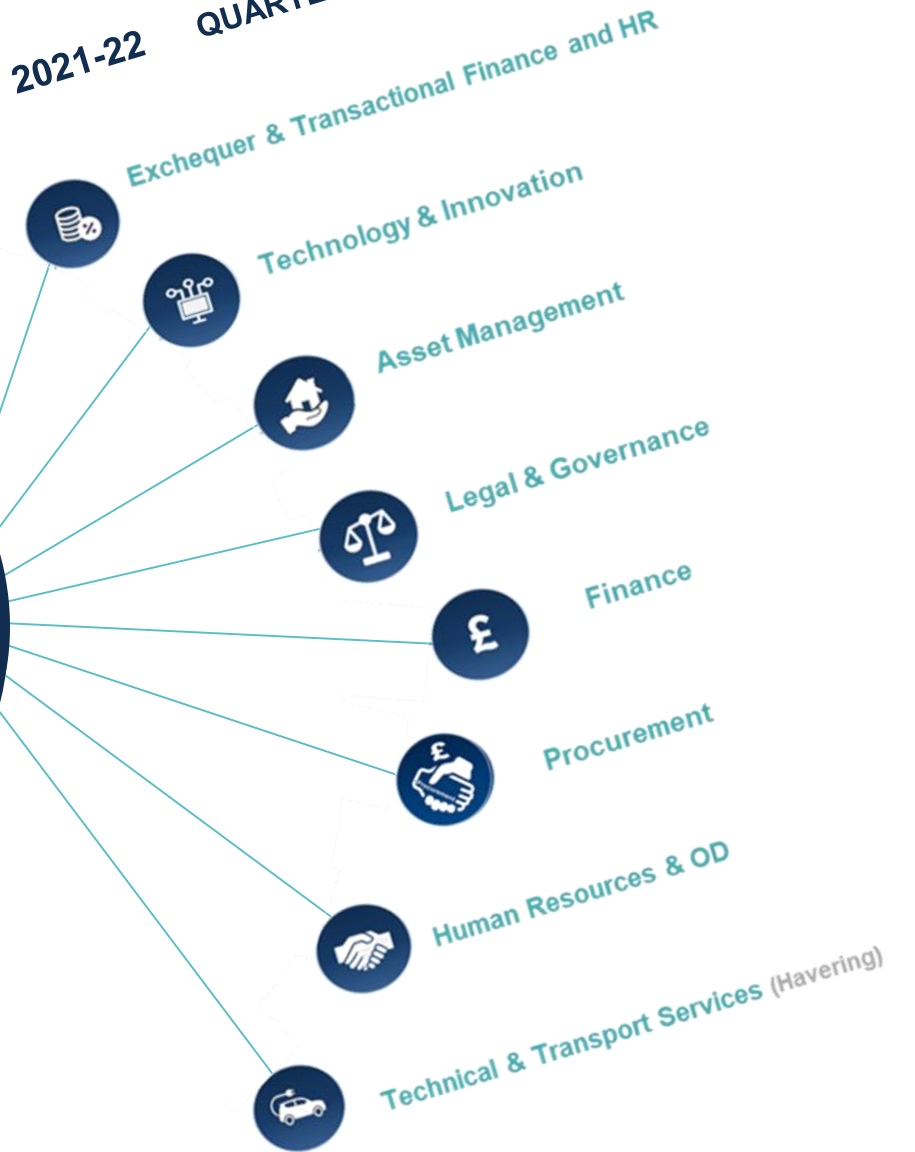 2021-22
Exchequer & Transactional Finance and HR
Technology & Innovation
Asset Management
Legal & Governance
£
Finance
£
Procurement
Human Resources & OD
Technical & Transport Services (Havering)